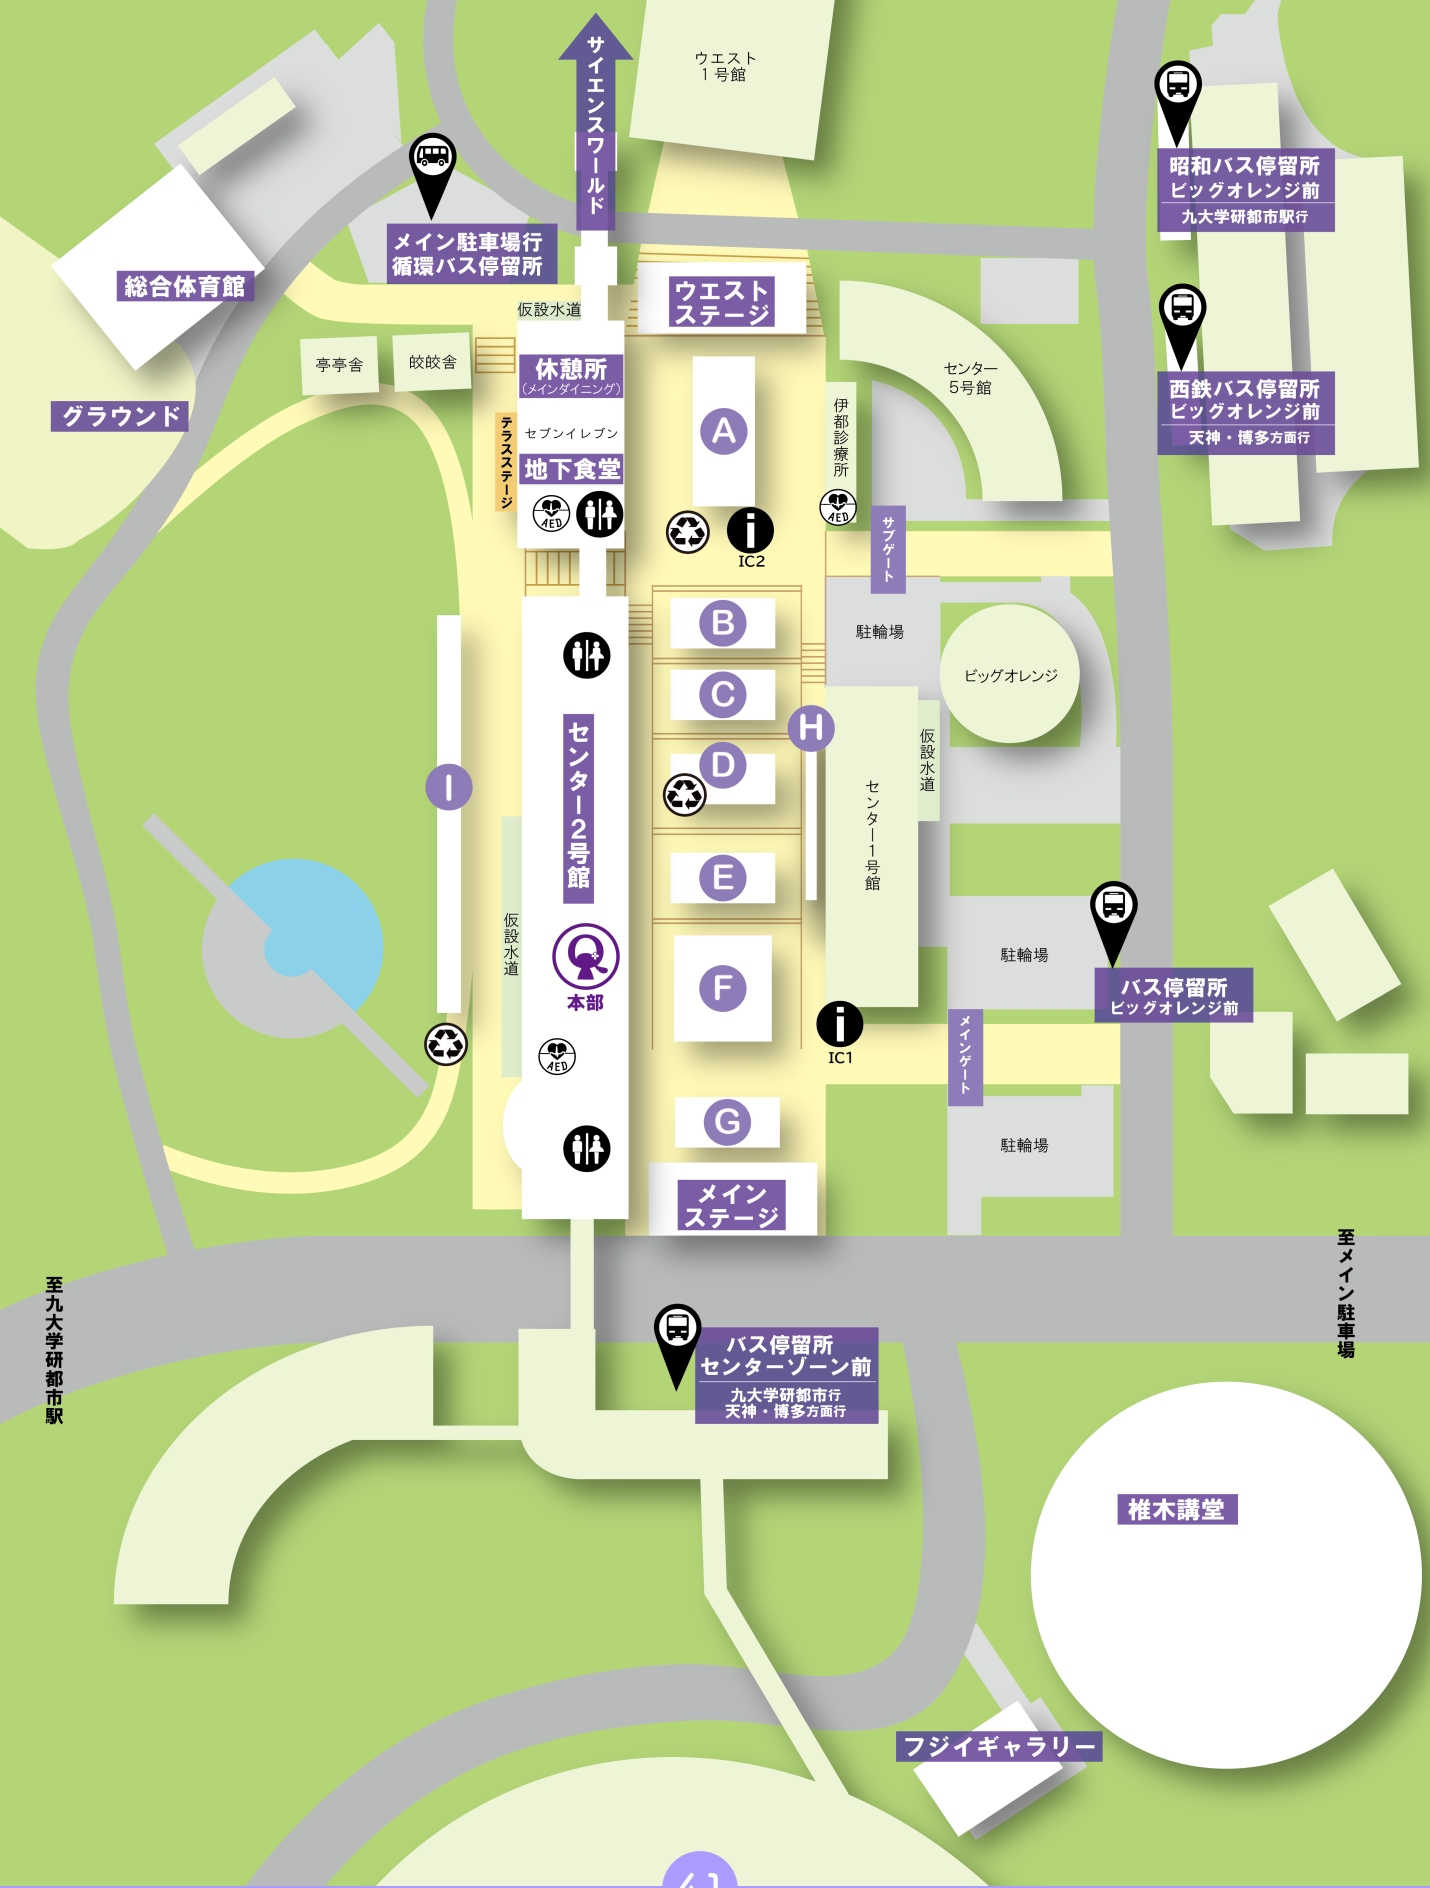 サイエンスワールド
ウエスト
1号館
昭和バス停留所
ビッグオレンジ前
九大学研都市駅行
メイン駐車場行
循環バス停留所
総合体育館
ウエスト
ステージ
仮設水道
西鉄バス停留所
ビッグオレンジ前
天神・博多方面行
亭亭舎
皎皎舎
休憩所
(メインダイニング)
センター
5号館
グラウンド
テラスステージ
セブンイレブン
地下食堂
AED
A
伊都診療所
AED
IC2
サブゲート
B
駐輪場
C
ビッグオレンジ
H
D
I
センター2号館
仮設水道
センター1号館
E
仮設水道
本部
F
駐輪場
バス停留所
ビッグオレンジ前
IC1
メインゲート
AED
G
駐輪場
メイン
ステージ
至九大学研都市駅
至メイン駐車場
バス停留所
センターゾーン前
九大学研都市行
天神・博多方面行
椎木講堂
フジイギャラリー